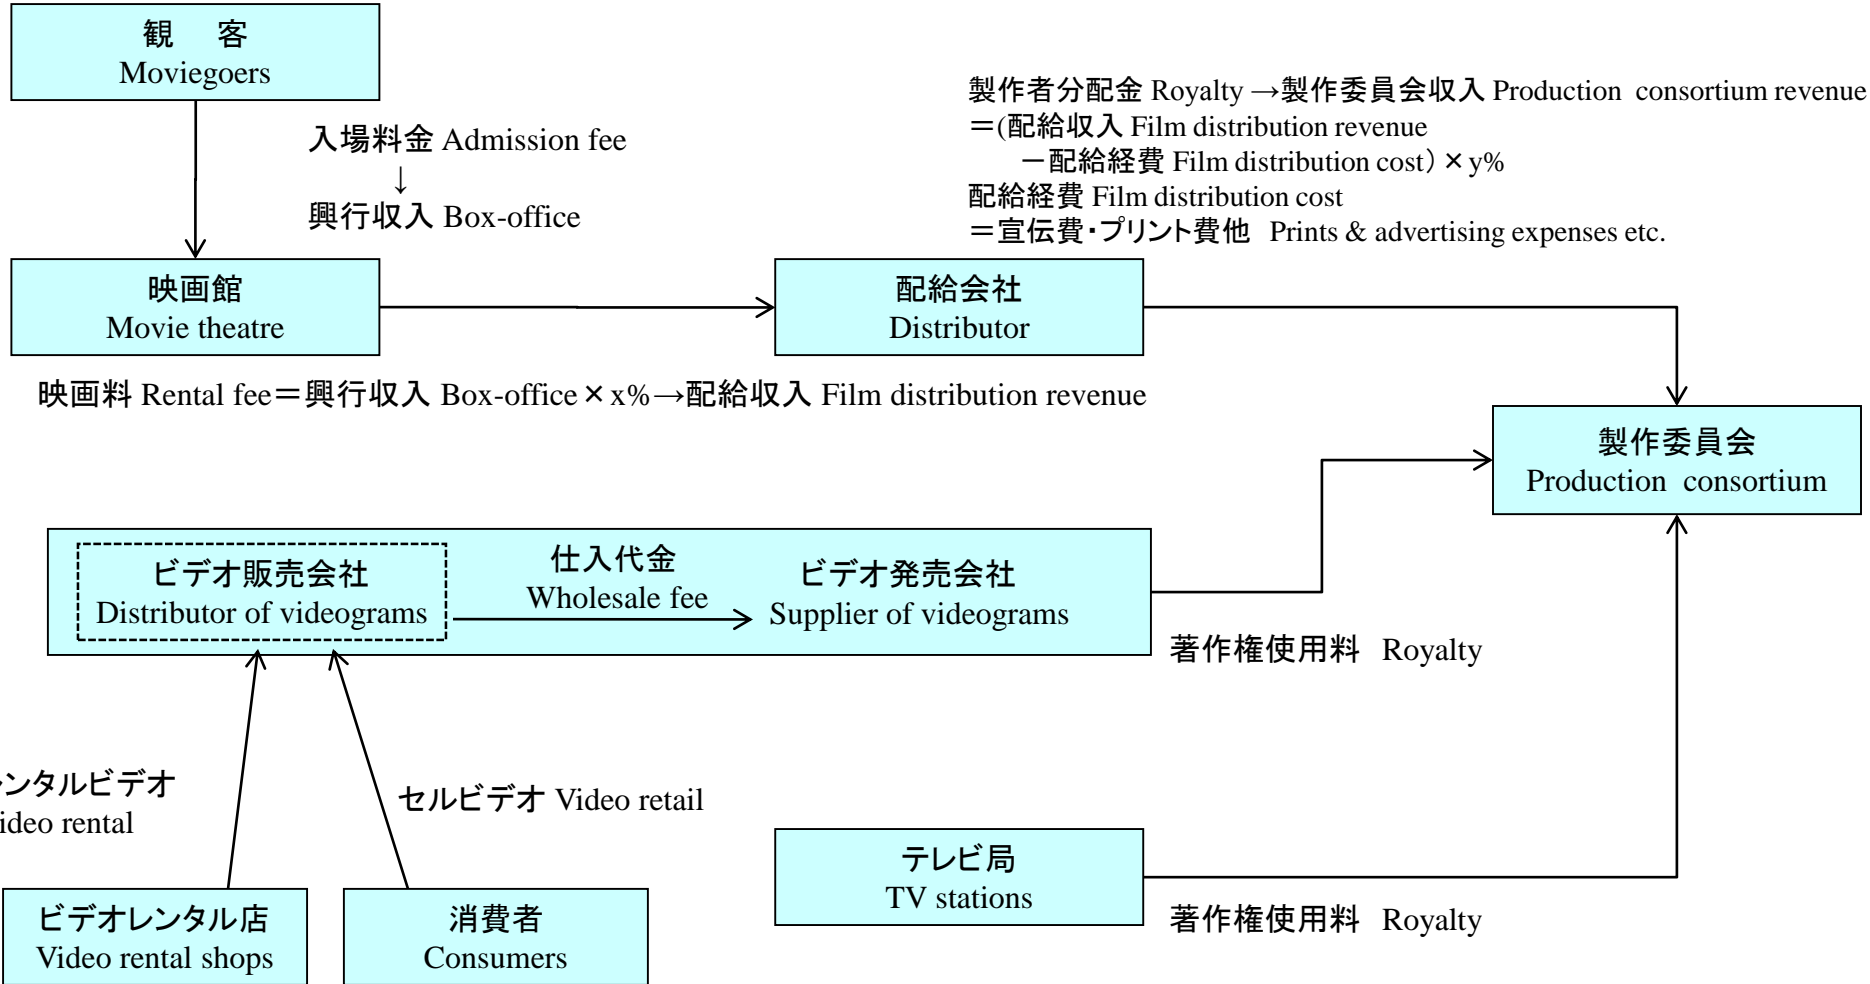 観 客
Moviegoers
入場料金 Admission fee
↓
興行収入 Box-office
製作者分配金 Royalty →製作委員会収入 Production consortium revenue
＝(配給収入 Film distribution revenue
－配給経費 Film distribution cost）×y%
配給経費 Film distribution cost
＝宣伝費・プリント費他 Prints & advertising expenses etc.
映画館
Movie theatre
配給会社
Distributor
映画料 Rental fee＝興行収入 Box-office×x%→配給収入 Film distribution revenue
製作委員会
Production consortium
ビデオ販売会社
Distributor of videograms
仕入代金
Wholesale fee
ビデオ発売会社
Supplier of videograms
著作権使用料 Royalty
ンタルビデオ
ideo rental
セルビデオ Video retail
テレビ局
TV stations
著作権使用料 Royalty
ビデオレンタル店
Video rental shops
消費者
Consumers